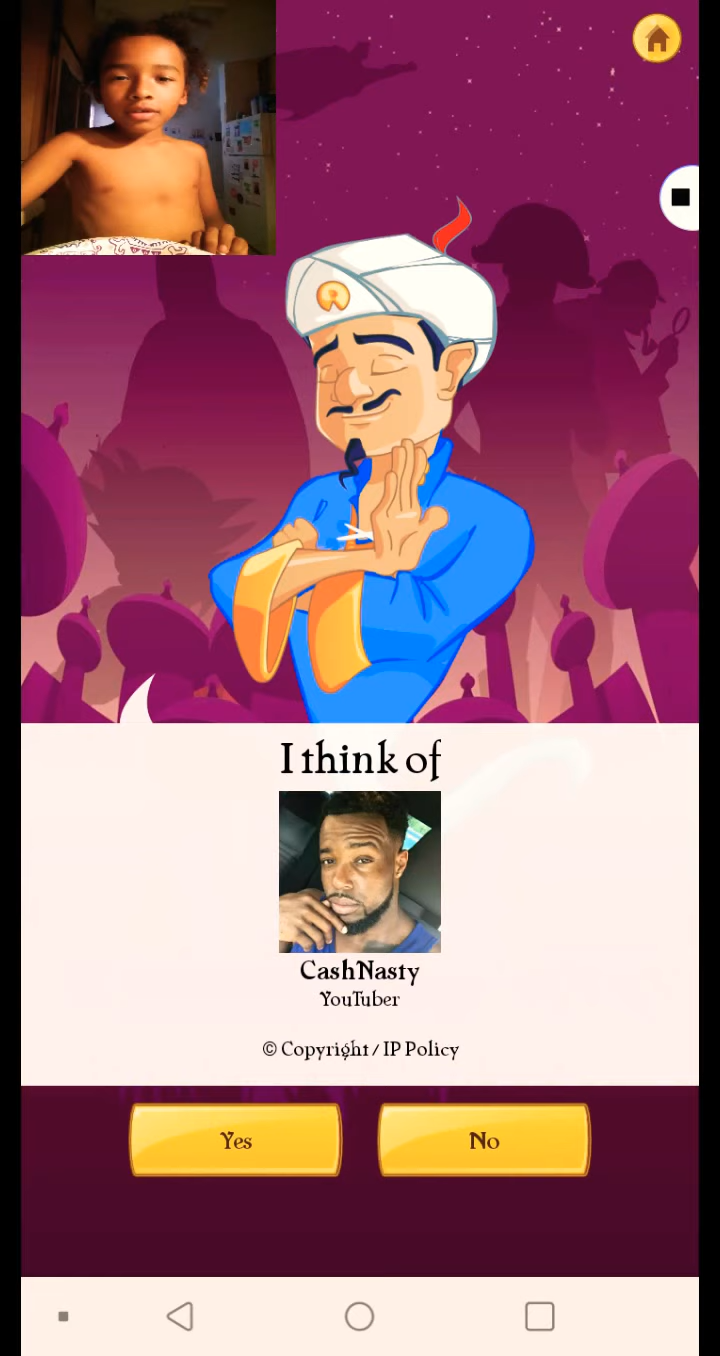 I think of
CashNasty
YouTuber
© Copyright / IP Policy
Yes
No